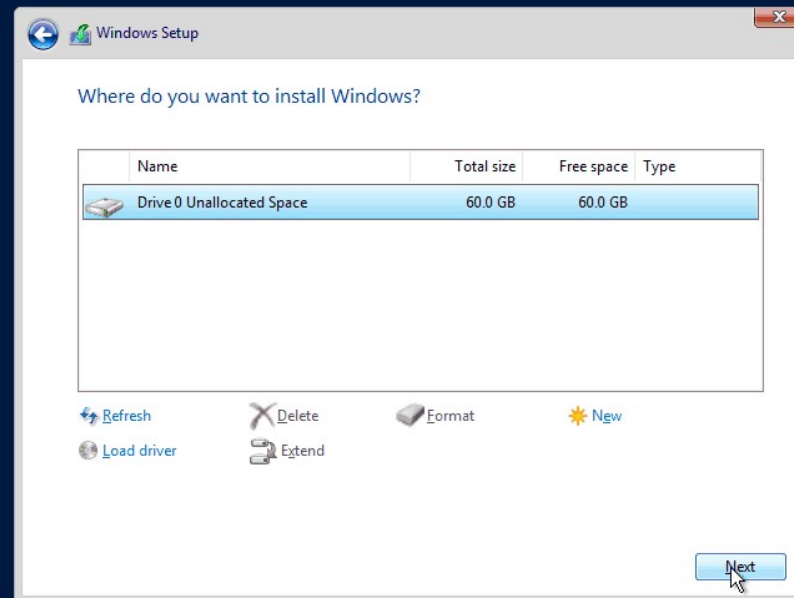 Windows Setup
Where do you want to install Windows?
Name Total size Free space Type
Drive 0 Unallocated Space 60.0 GB 60.0 GB
Refresh Delete Format New
Load driver Extend
Next